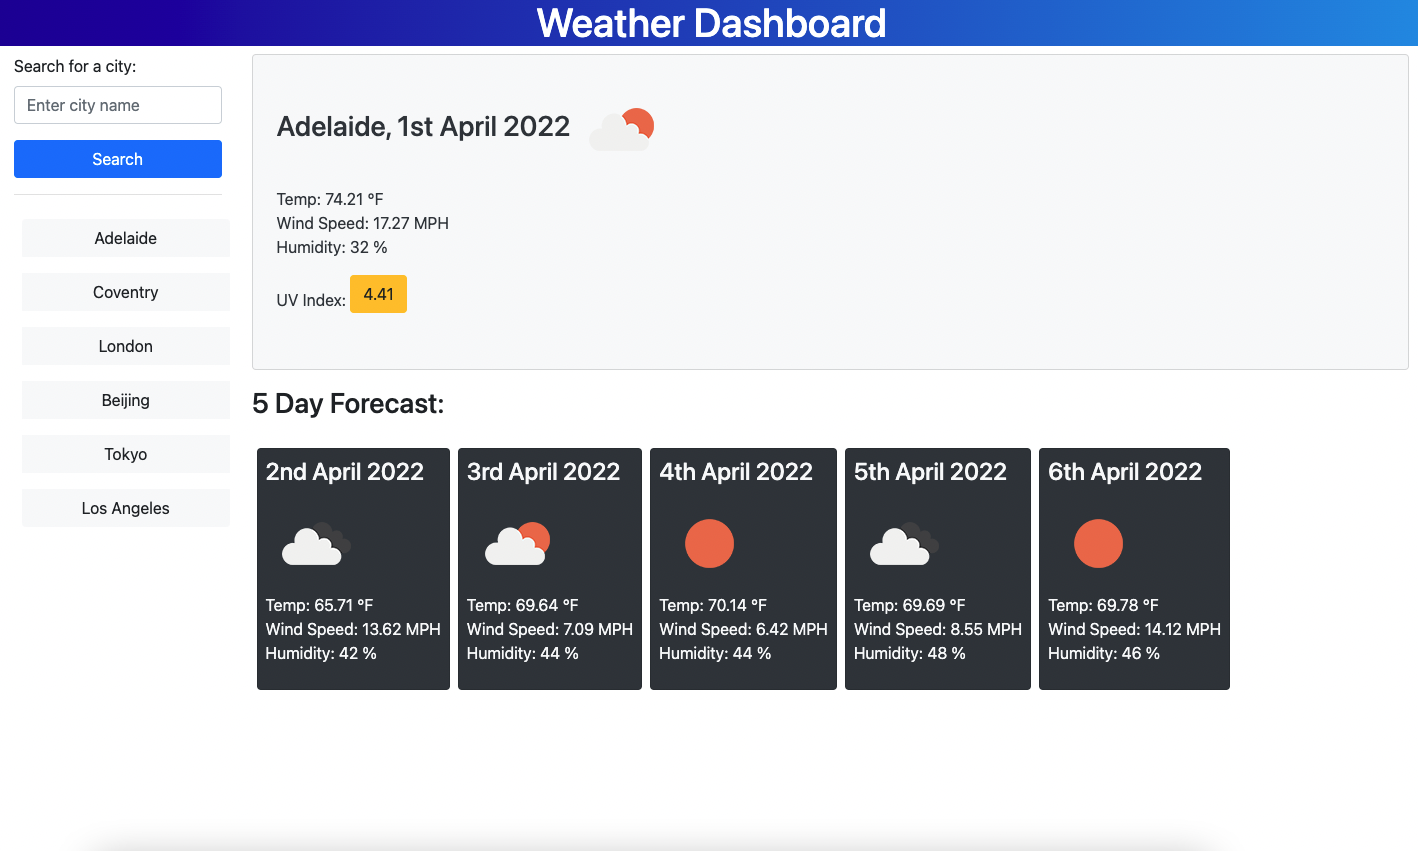 Weather Dashboard
Search for a city:
Enter city name
Search
Adelaide
Coventry
London
Beijing
Tokyo
Los Angeles
Adelaide, 1st April 2022
Temp: 74.21 °F
Wind Speed: 17.27 MPH
Humidity: 32 %
UV Index: 4.41
5 Day Forecast:
2nd April 2022
Temp: 65.71 °F
Wind Speed: 13.62 MPH
Humidity: 42 %
3rd April 2022
Temp: 69.64 °F
Wind Speed: 7.09 MPH
Humidity: 44 %
4th April 2022
Temp: 70.14 °F
Wind Speed: 6.42 MPH
Humidity: 44 %
5th April 2022
Temp: 69.69 °F
Wind Speed: 8.55 MPH
Humidity: 48 %
6th April 2022
Temp: 69.78 °F
Wind Speed: 14.12 MPH
Humidity: 46 %